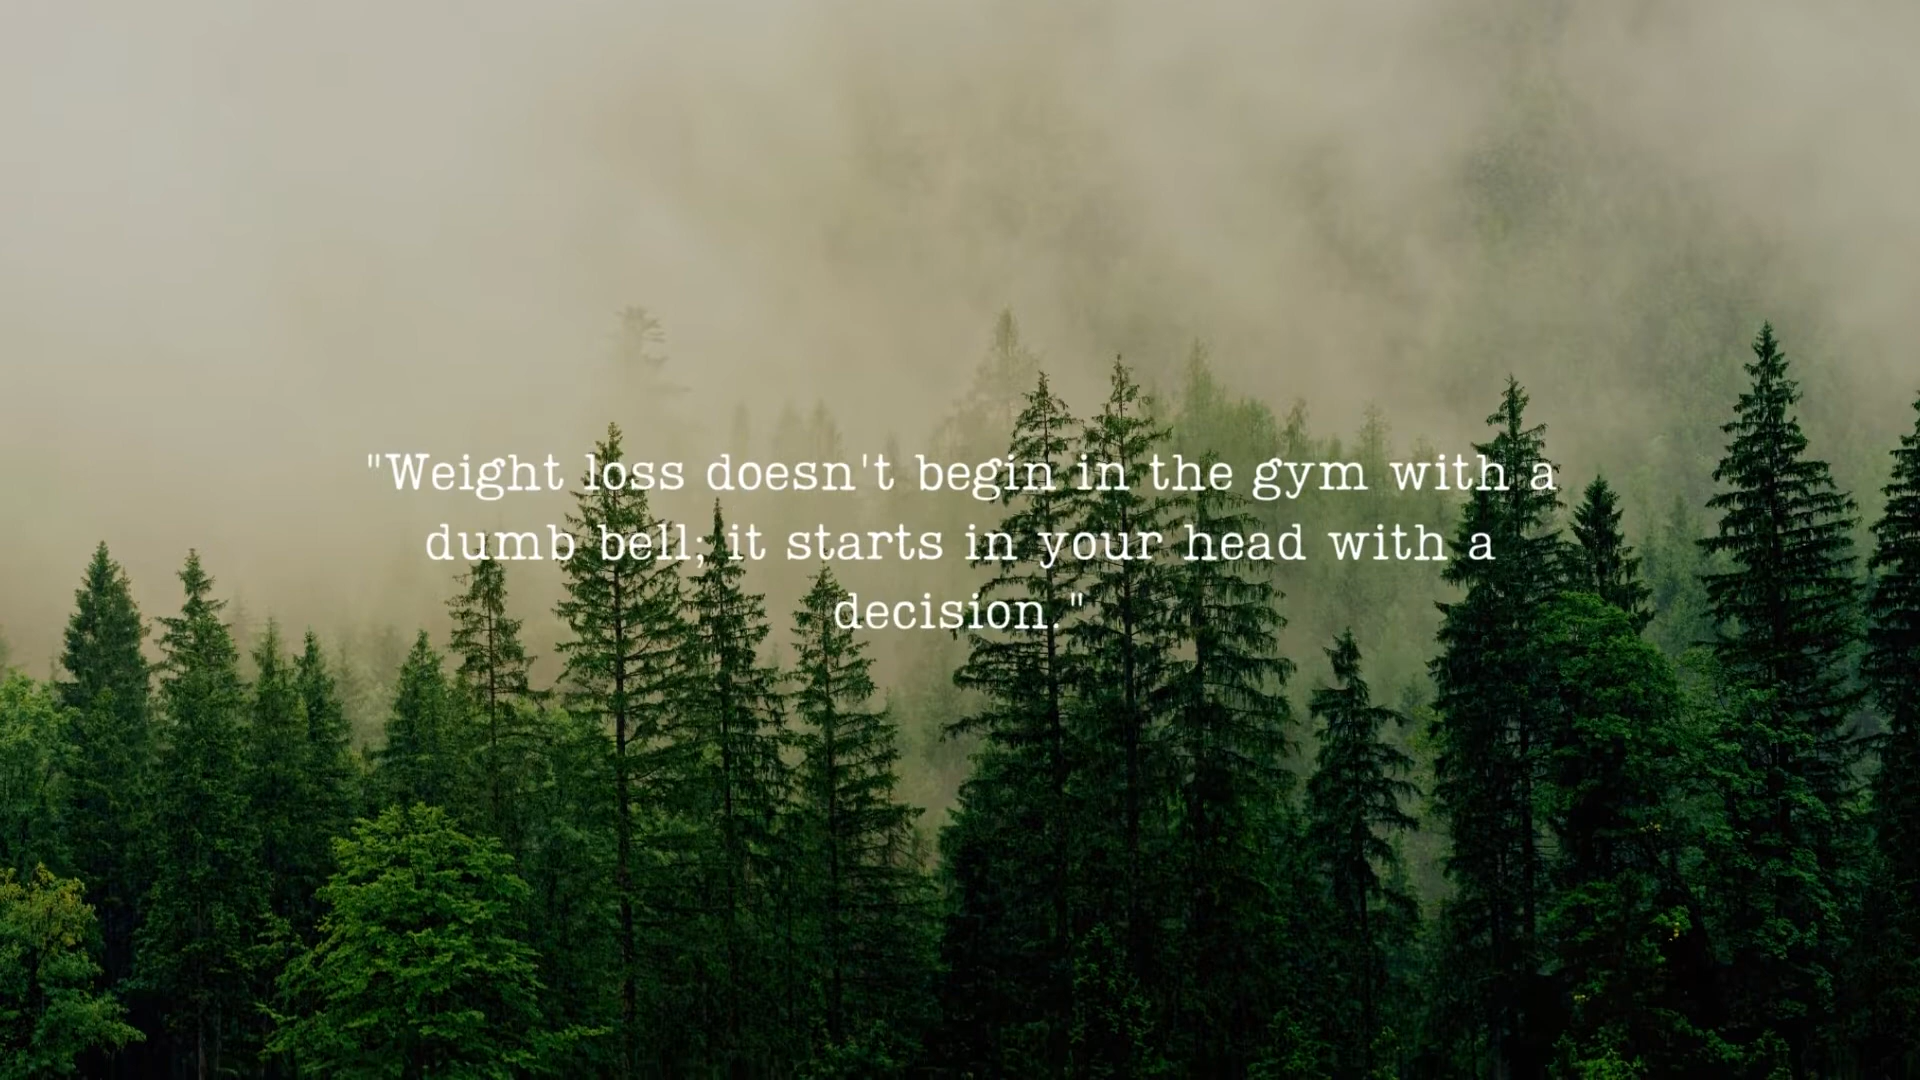 "Weight loss doesn't begin in the gym with a
dumb bell; it starts in your head with a
decision."